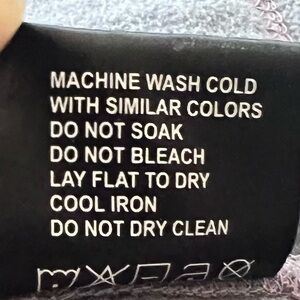 MACHINE WASH COLD
WITH SIMILAR COLORS
DO NOT SOAK
DO NOT BLEACH
LAY FLAT TO DRY
COOL IRON
DO NOT DRY CLEAN